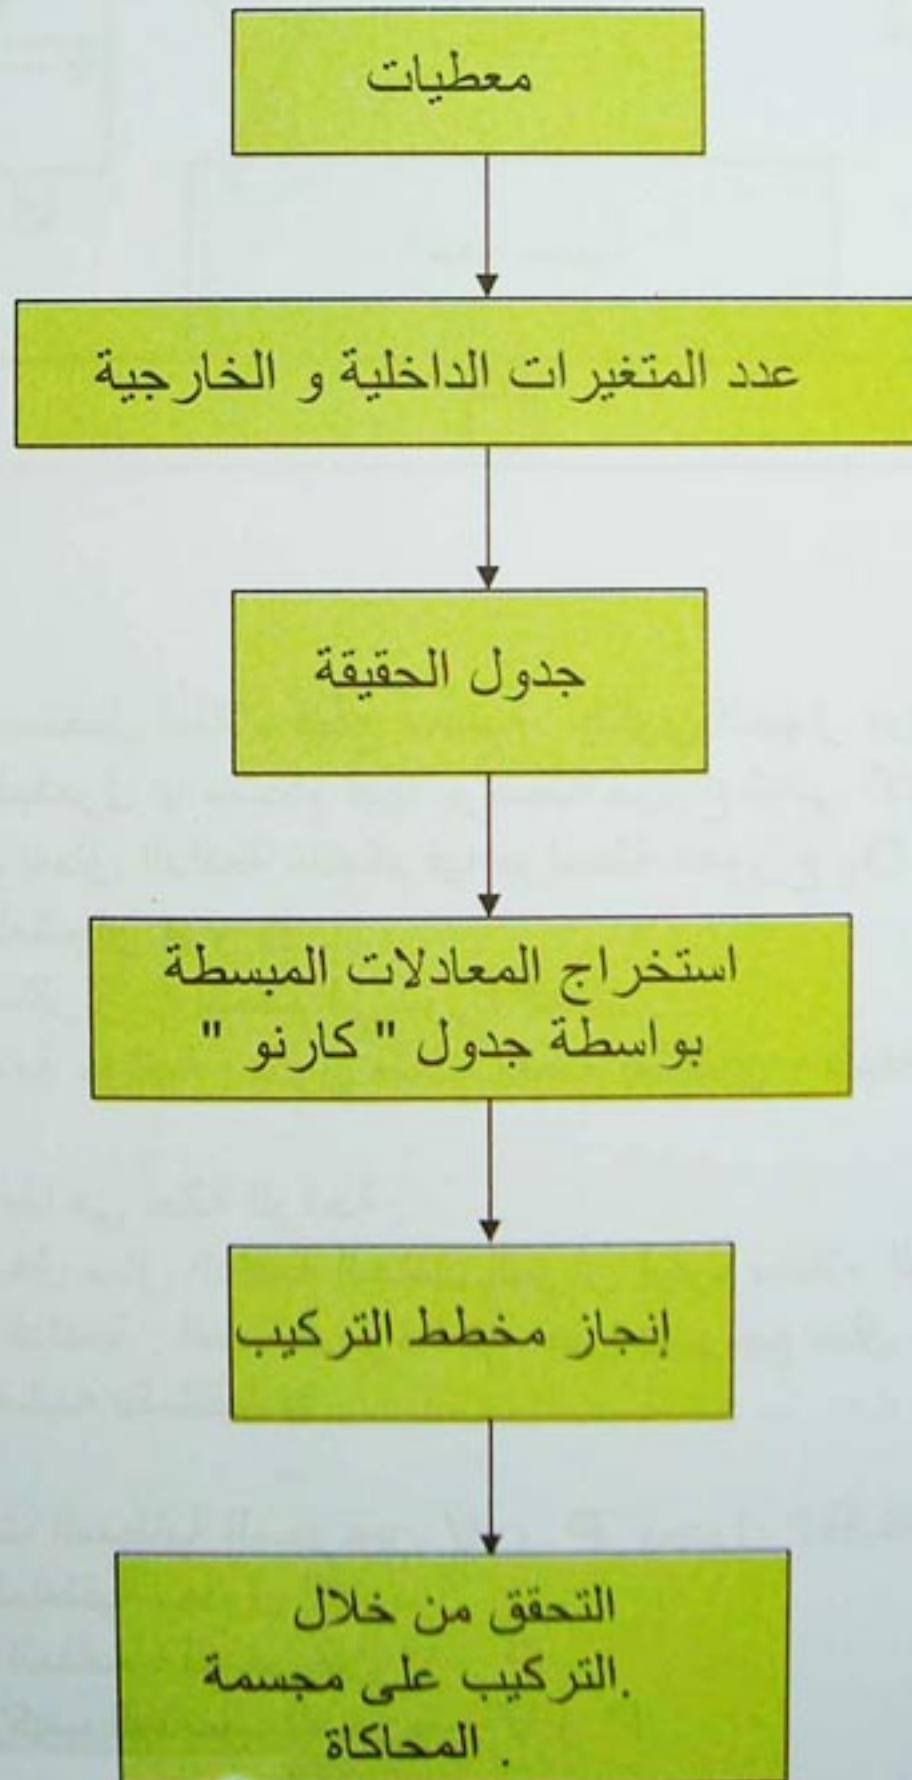 معطيات
عدد المتغيرات الداخلية و الخارجية
جدول الحقيقة
استخراج المعادلات المبسطة
بواسطة جدول " كارنو "
إنجاز مخطط التركيب
التحقق من خلال
التركيب على مجسمة.
المحاكاة .